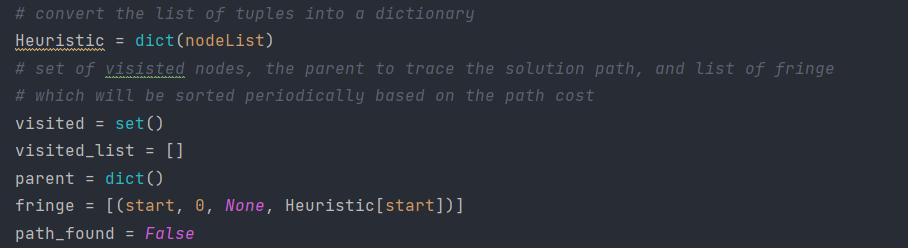 # convert the list of tuples into a dictionary
Heuristic = dict(nodeList)
# set of visisted nodes, the parent to trace the solution path, and list of fringe
# which will be sorted periodically based on the path cost
visited = set()
visited_list = []
parent = dict()
fringe = [(start, 0, None, Heuristic[start])]
path_found = False